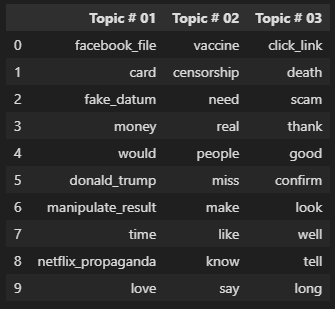 Topic # 01 Topic # 02 Topic # 03
0 facebook_file vaccine click_link
1 card censorship death
2 fake_datum need scam
3 money real thank
4 would people good
5 donald_trump miss confirm
6 manipulate_result make look
7 time like well
8 netflix_propaganda know tell
9 love say long